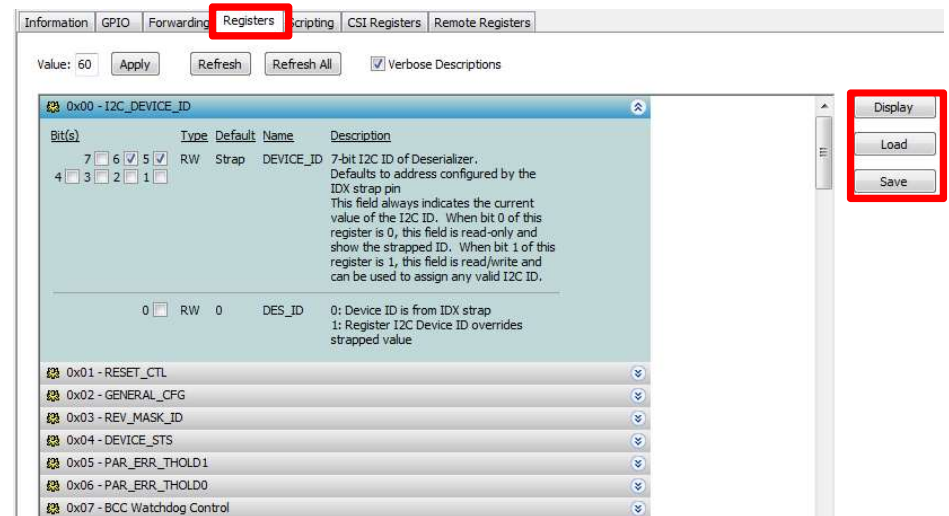 Information GPIO Forwarding Registers Scripting CSI Registers Remote Registers
Value: 60 Apply Refresh Refresh All Verbose Descriptions
0x00 - I2C_DEVICE_ID
Bit(s) Type Default Name Description
7 6 5 RW Strap DEVICE_ID 7-bit I2C ID of Deserializer.
4 3 2 1 Defaults to address configured by the
IDX strap pin
This field always indicates the current
value of the I2C ID. When bit 0 of this
register is 0, this field is read-only and
show the strapped ID. When bit 1 of this
register is 1, this field is read/write and
can be used to assign any valid I2C ID.
0 RW 0 DES_ID 0: Device ID is from IDX strap
1: Register I2C Device ID overrides
strapped value
0x01 - RESET_CTL
0x02 - GENERAL_CFG
0x03 - REV_MASK_ID
0x04 - DEVICE_STS
0x05 - PAR_ERR_THOLD1
0x06 - PAR_ERR_THOLD0
0x07 - BCC Watchdog Control
Display
Load
Save